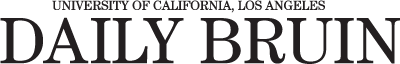 UNIVERSITY OF CALIFORNIA, LOS ANGELES
DAILY BRUIN